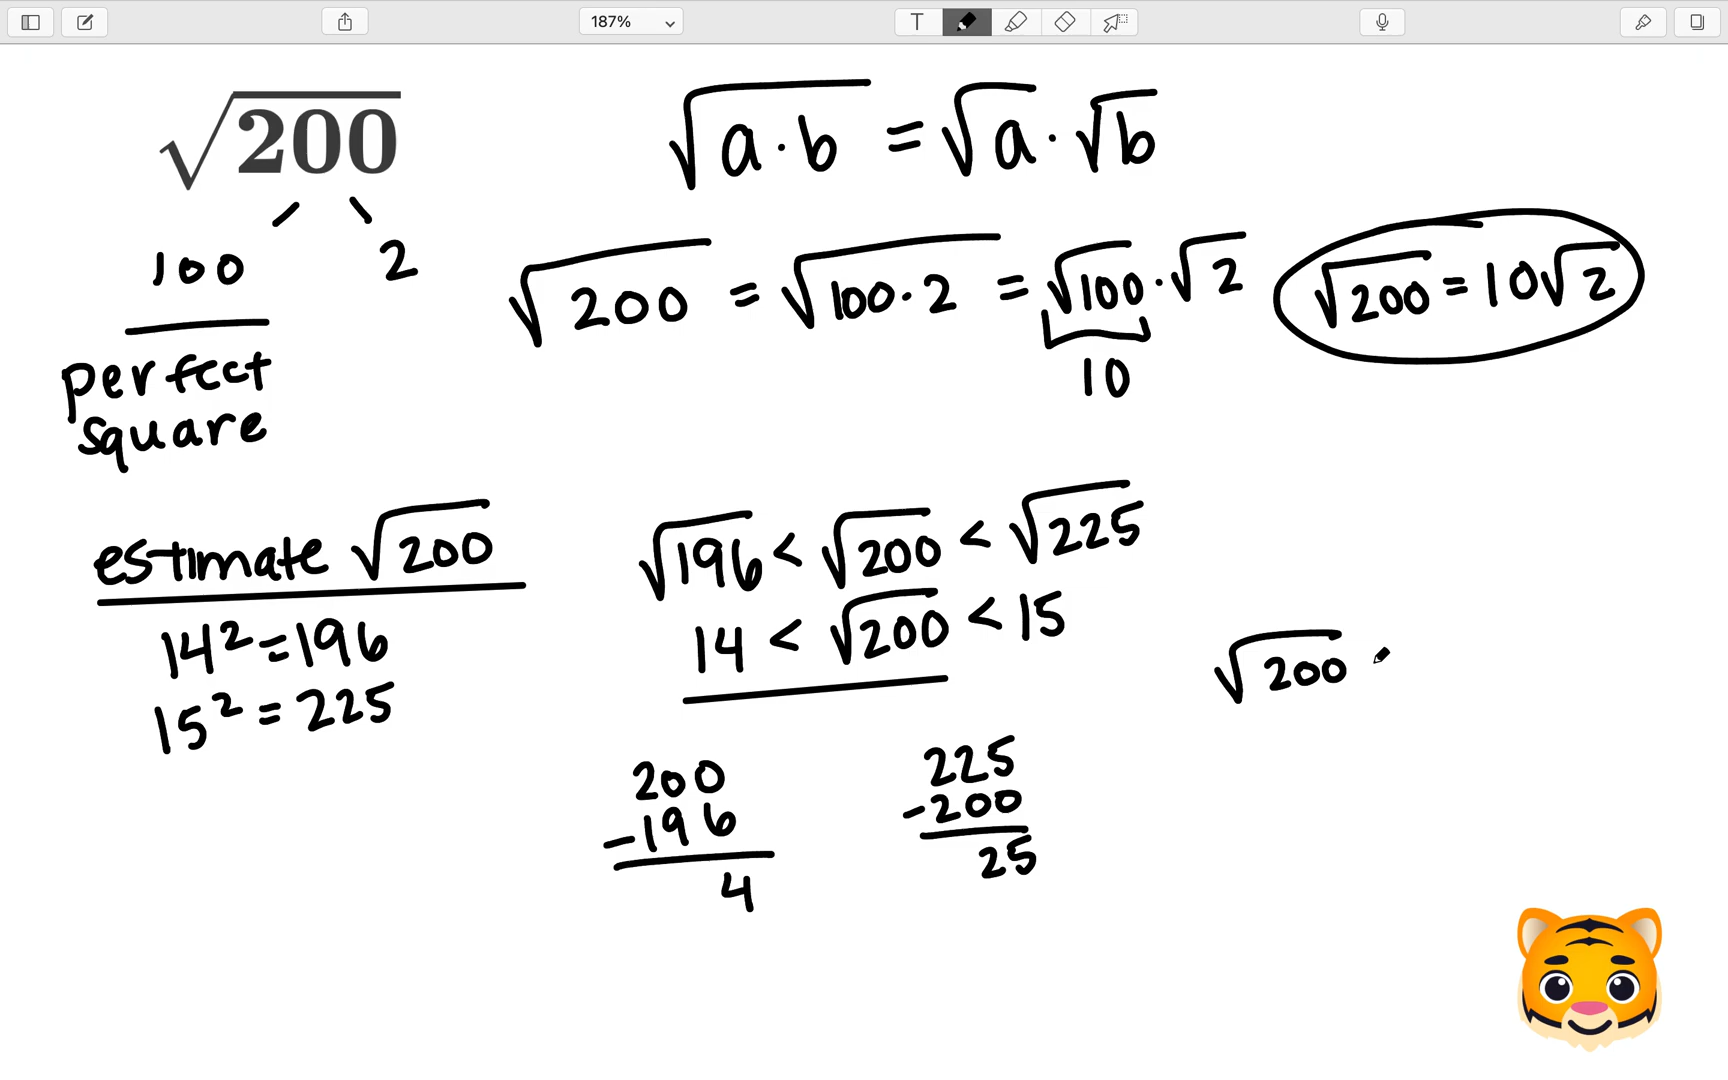 187%
T
√200
√a·b = √a · √b
100 2
√200 = √100·2 = √100 · √2
10
√200 = 10√2
perfect
square
estimate √200
14² = 196
15² = 225
√196 < √200 < √225
14 < √200 < 15
200
-196
4
225
-200
25
√200